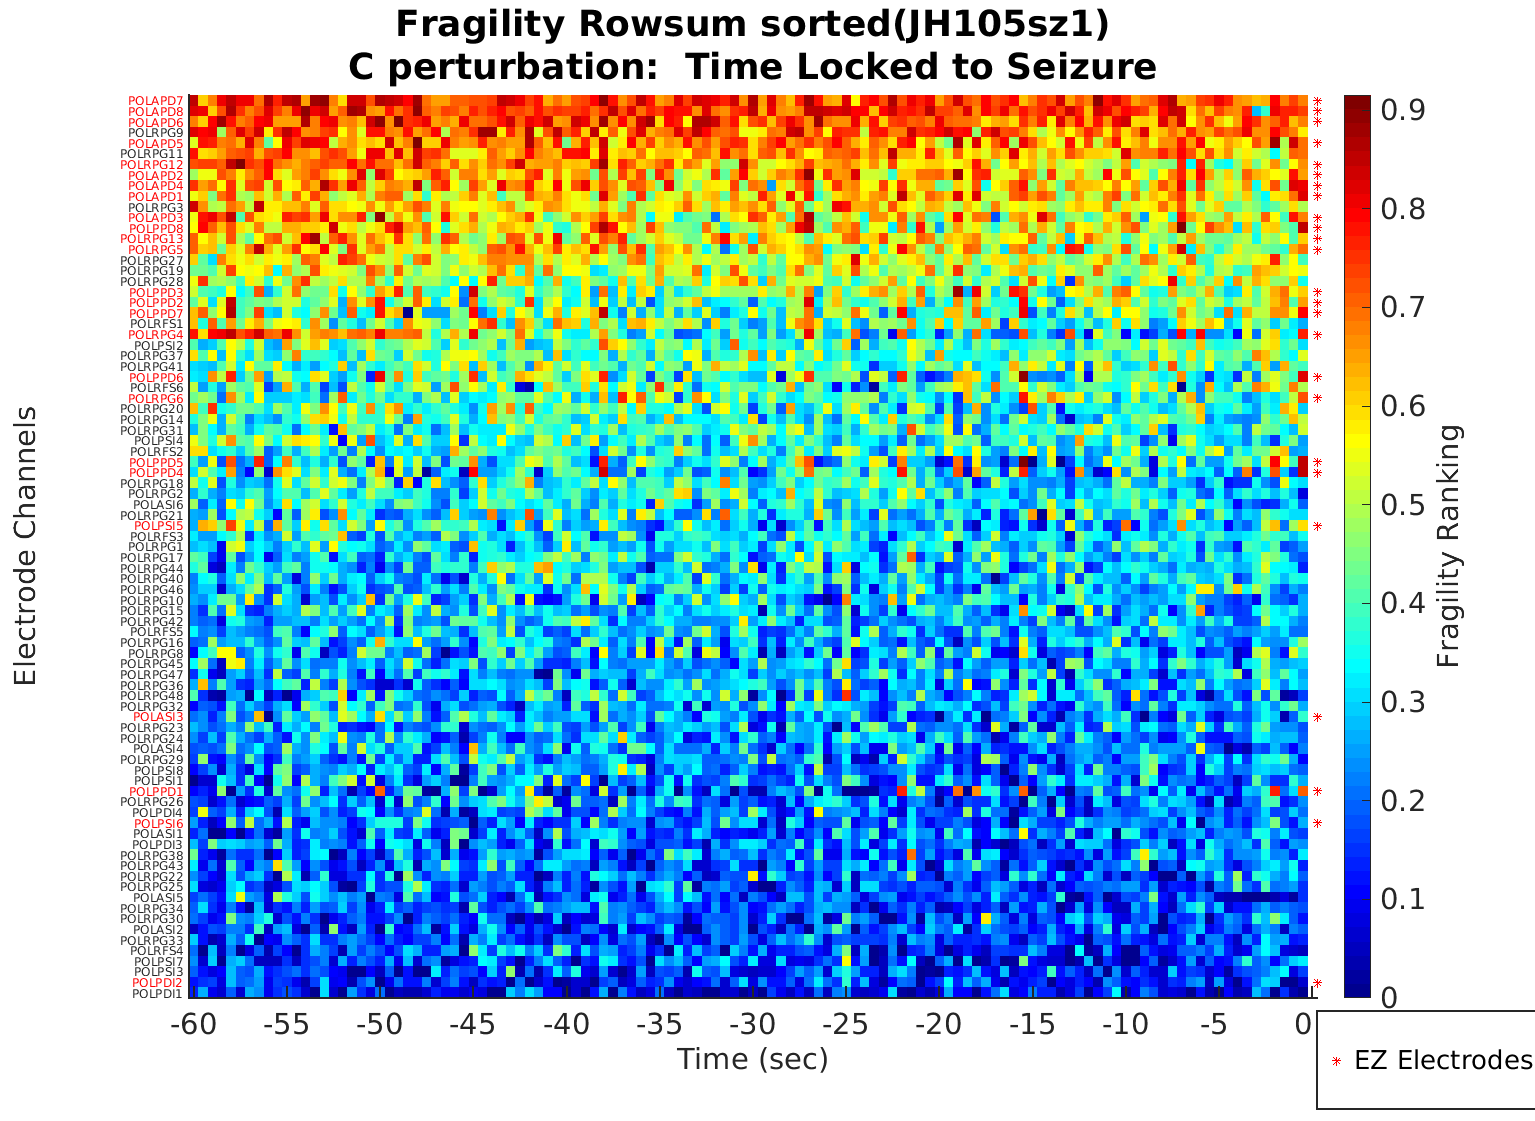 Fragility Rowsum sorted(JH105sz1)
C perturbation:  Time Locked to Seizure
Electrode Channels
POLAPD7
POLAPD8
POLAPD6
POLRPG9
POLAPD5
POLRPG11
POLRPG12
POLAPD2
POLAPD4
POLAPD1
POLRPG3
POLAPD3
POLPPD8
POLRPG13
POLRPG5
POLRPG27
POLRPG19
POLRPG28
POLPPD3
POLPPD2
POLPPD7
POLRFS1
POLRPG4
POLPSI2
POLRPG37
POLRPG41
POLPPD6
POLRFS6
POLRPG6
POLRPG20
POLRPG14
POLRPG31
POLPSI4
POLRFS2
POLPPD5
POLPPD4
POLRPG18
POLRPG2
POLASI6
POLRPG21
POLPSI5
POLRFS3
POLRPG1
POLRPG17
POLRPG44
POLRPG40
POLRPG46
POLRPG10
POLRPG15
POLRPG42
POLRFS5
POLRPG16
POLRPG8
POLRPG45
POLRPG47
POLRPG36
POLRPG48
POLRPG32
POLASI3
POLRPG23
POLRPG24
POLASI4
POLRPG29
POLPSI8
POLPSI1
POLPPD1
POLRPG26
POLPDI4
POLPSI6
POLASI1
POLPDI3
POLRPG38
POLRPG43
POLRPG22
POLRPG25
POLASI5
POLRPG34
POLRPG30
POLASI2
POLRPG33
POLRFS4
POLPSI7
POLPSI3
POLPDI2
POLPDI1
-60 -55 -50 -45 -40 -35 -30 -25 -20 -15 -10 -5 0
Time (sec)
0.9
0.8
0.7
0.6
0.5
0.4
0.3
0.2
0.1
0
Fragility Ranking
EZ Electrodes